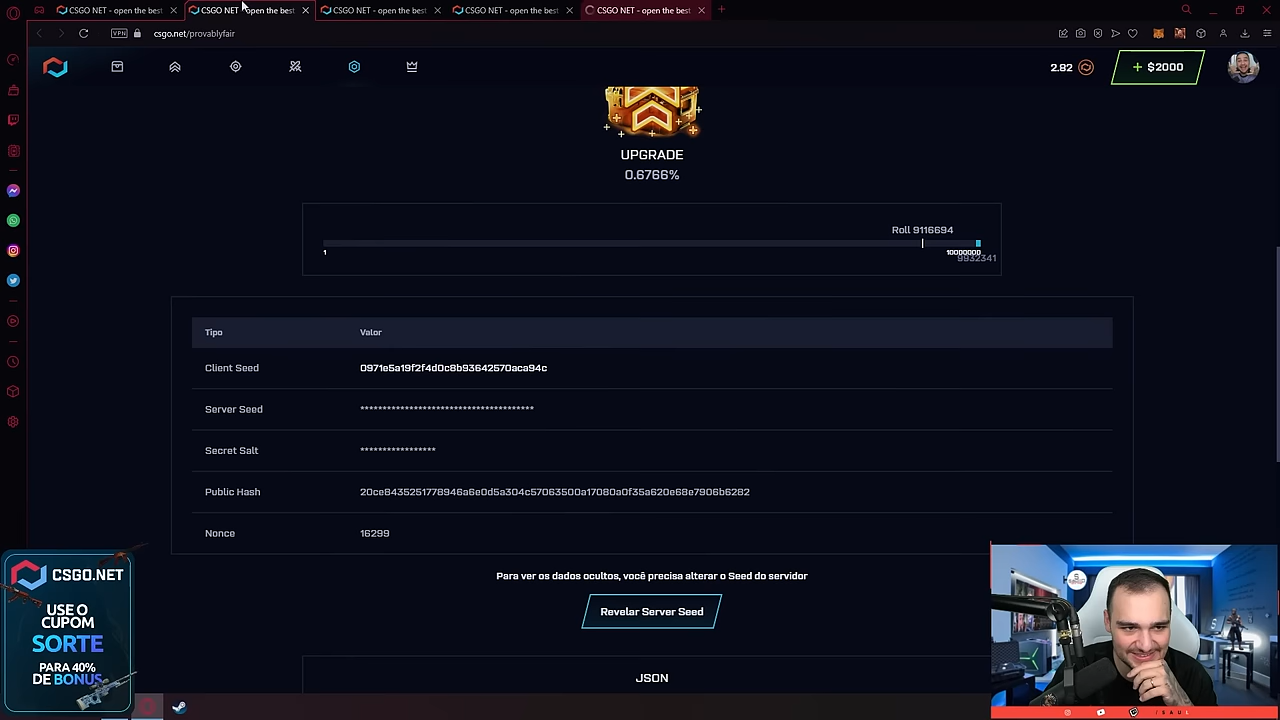 CSGO NET - open the best
CSGO NET - open the best
CSGO NET - open the best
CSGO NET - open the best
CSGO NET - open the best
VPN
csgo.net/provablyfair
2.82
+ $2000
UPGRADE
0.6766%
Roll 9116694
1
10000000
9932341
Tipo Valor
Client Seed 0971e5a19f2f4d0c8b93642570aca94c
Server Seed ***************************************
Secret Salt *****************
Public Hash 20ce8435251778946a6e0d5a304c57063500a17080a0f35a620e68e7906b6282
Nonce 16299
Para ver os dados ocultos, você precisa alterar o Seed do servidor
Revelar Server Seed
JSON
CSGO.NET
USE O
CUPOM
SORTE
PARA 40%
DE BONUS